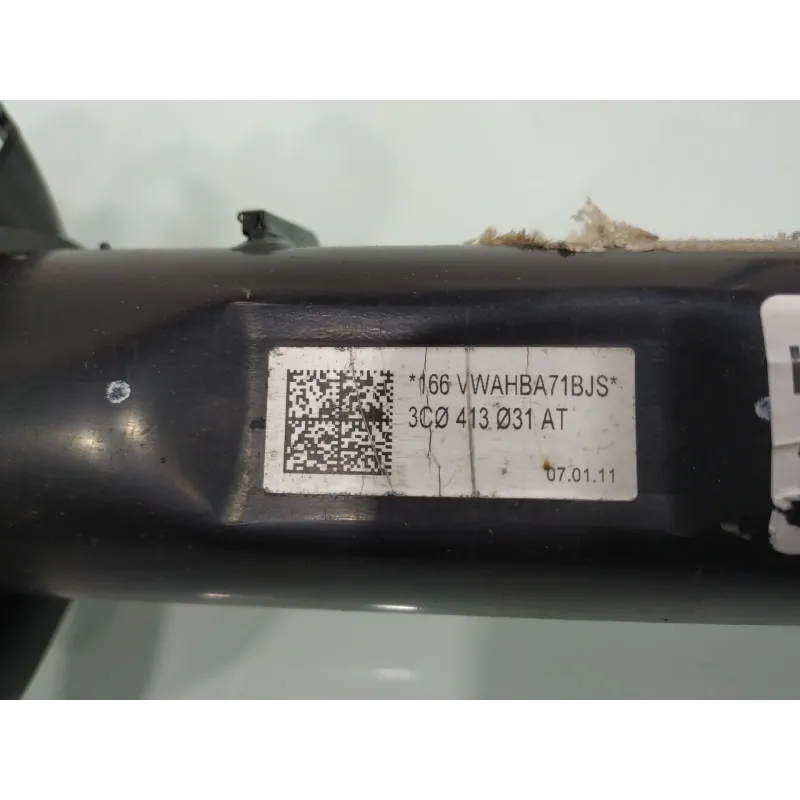 *166 VWAHBA71BJS*
3CØ 413 Ø31 AT
07.01.11